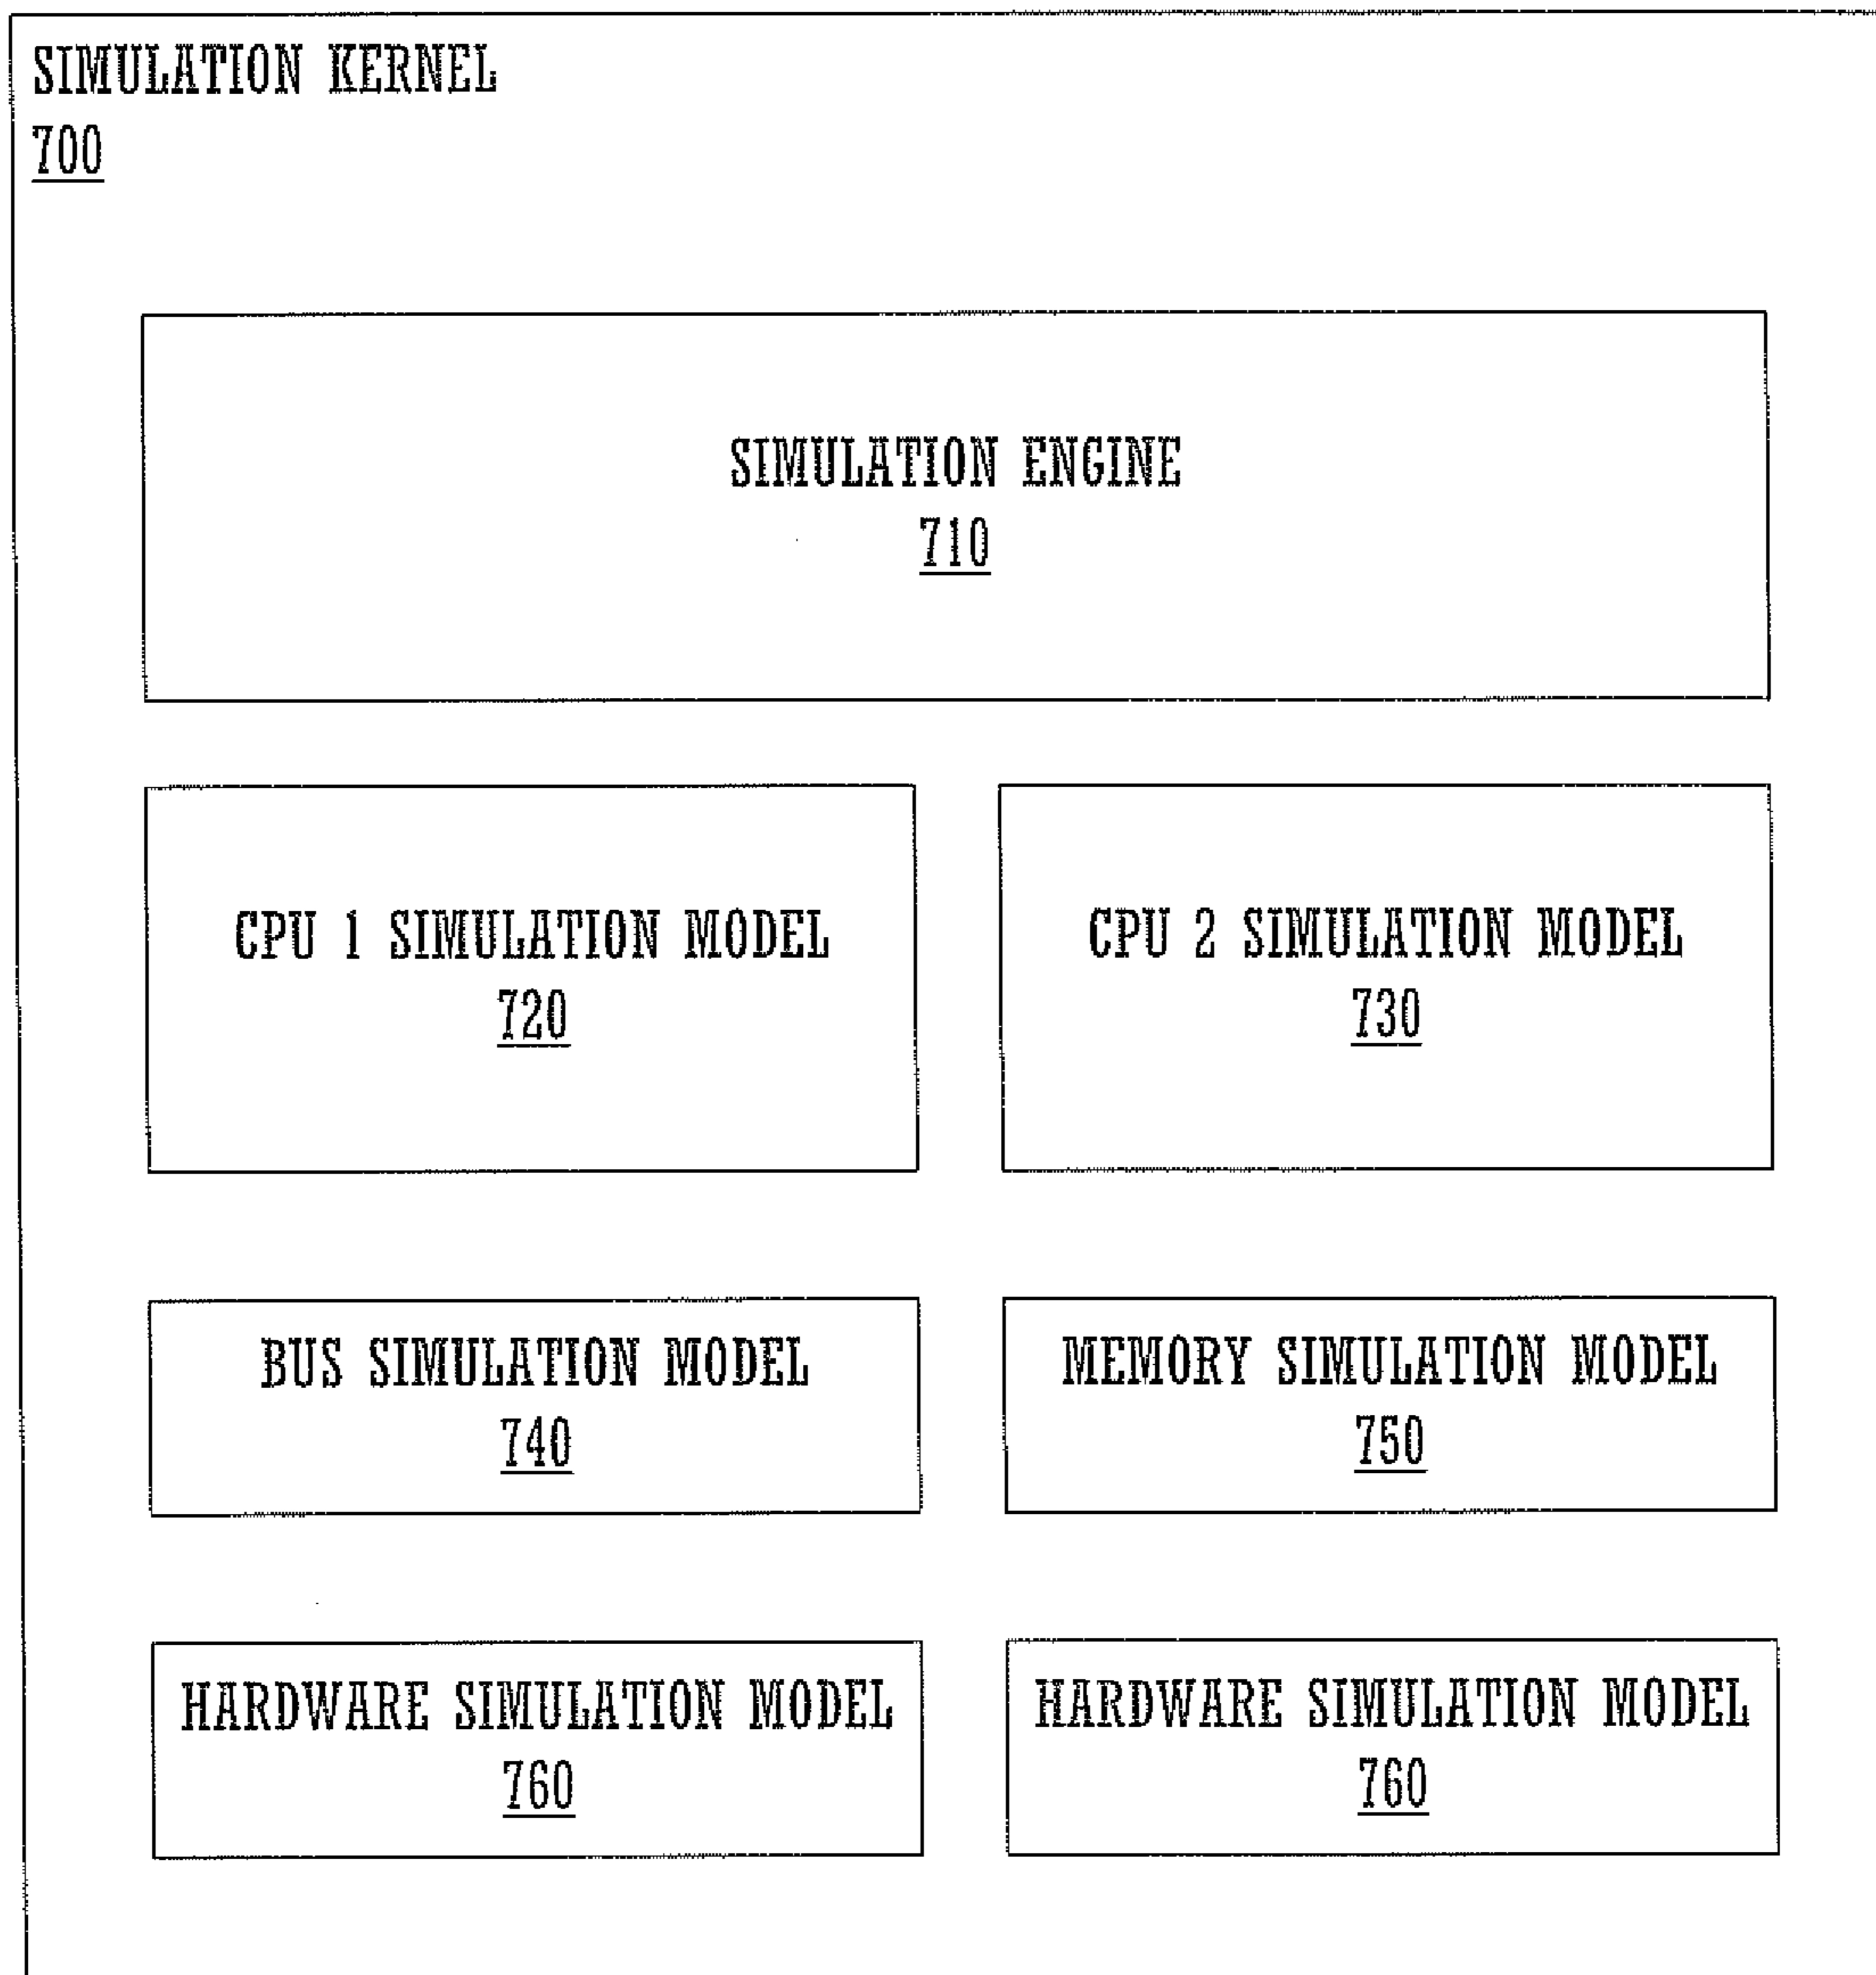 SIMULATION KERNEL
700
SIMULATION ENGINE
710
CPU 1 SIMULATION MODEL
720
CPU 2 SIMULATION MODEL
730
BUS SIMULATION MODEL
740
MEMORY SIMULATION MODEL
750
HARDWARE SIMULATION MODEL
760
HARDWARE SIMULATION MODEL
760